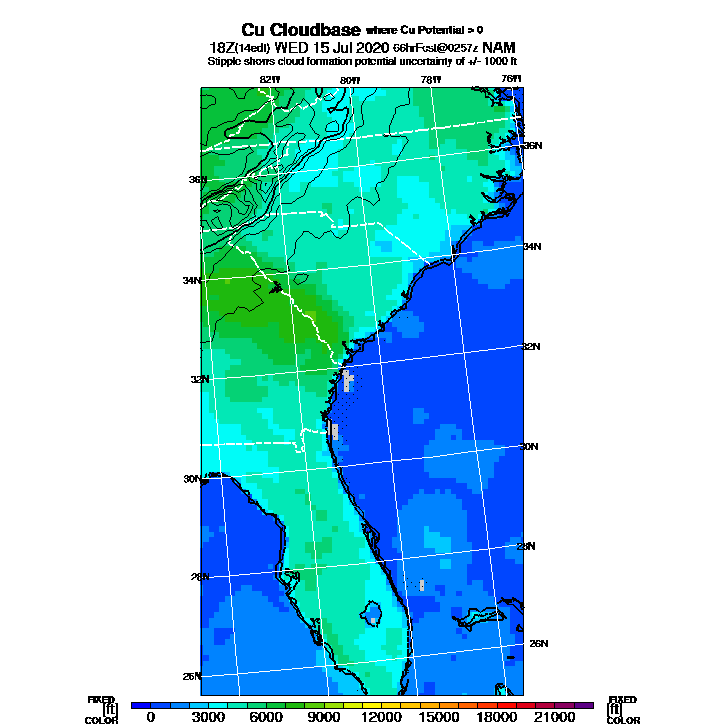 Cu Cloudbase where Cu Potential > 0
18Z(14edt) WED 15 Jul 2020 66hrFcst@0257z NAM
Stipple shows cloud formation potential uncertainty of +/- 1000 ft
82W 80W 78W 76W
36N
36N
34N
34N
32N
32N
30N
30N
28N
28N
26N
26N
FIXED [ft] COLOR
0 3000 6000 9000 12000 15000 18000 21000
FIXED [ft] COLOR